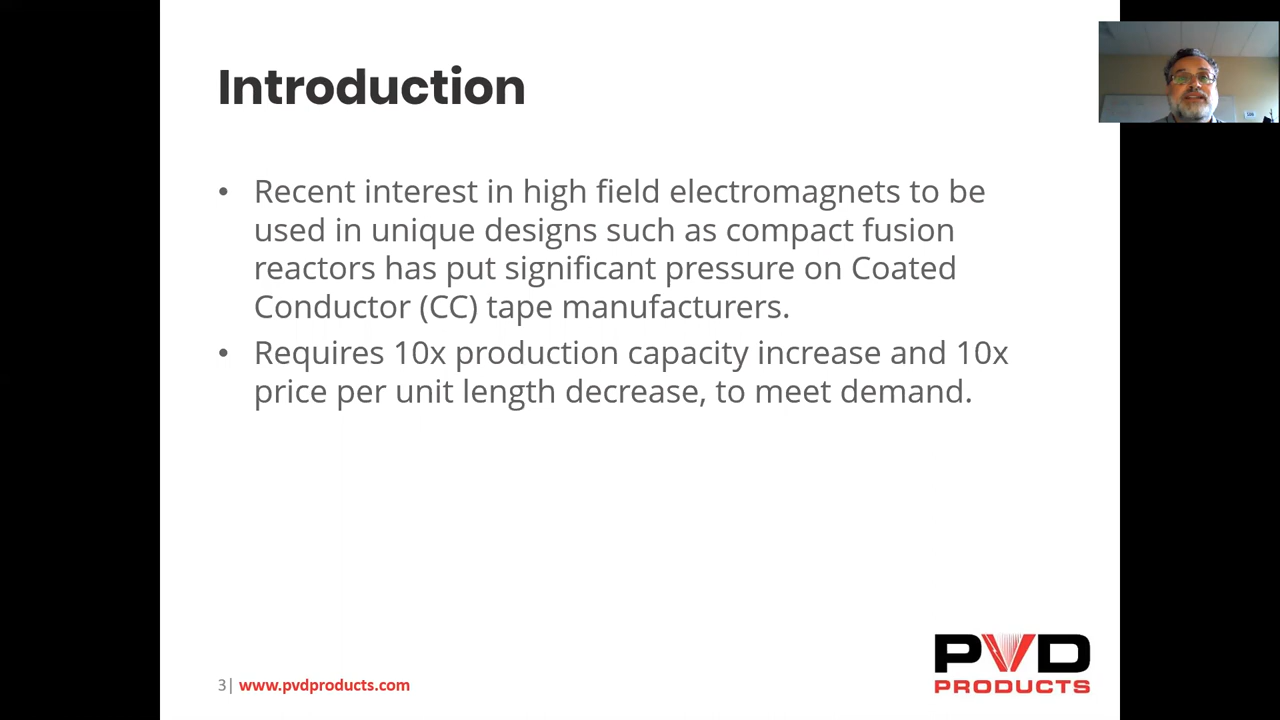 Introduction
• Recent interest in high field electromagnets to be
used in unique designs such as compact fusion
reactors has put significant pressure on Coated
Conductor (CC) tape manufacturers.
• Requires 10x production capacity increase and 10x
price per unit length decrease, to meet demand.
3| www.pvdproducts.com
PVD
PRODUCTS